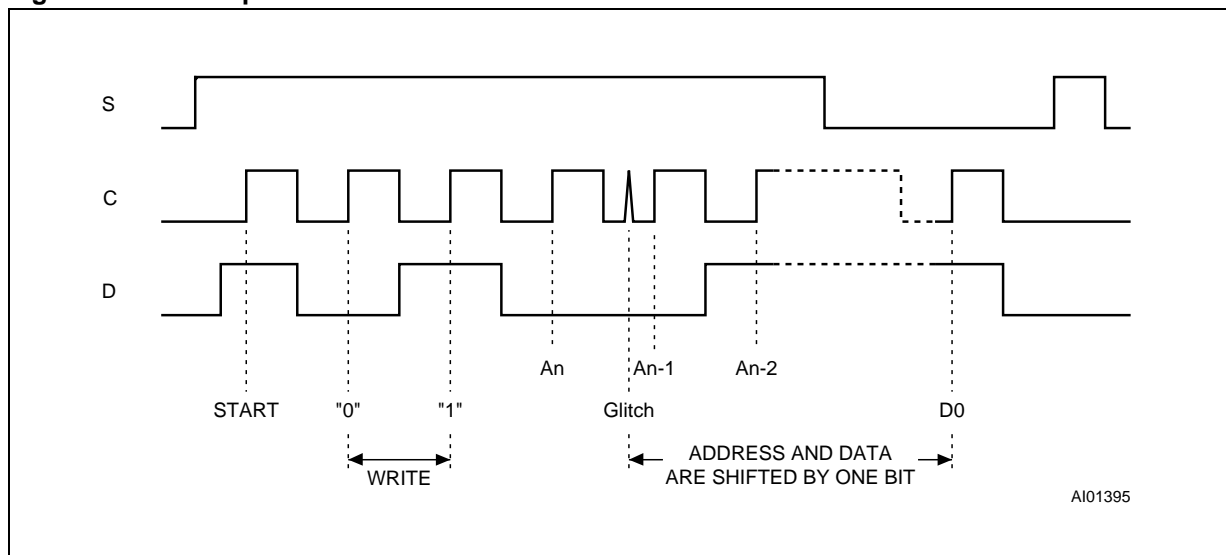 S
C
D
An
An-1
An-2
START
"0"
"1"
Glitch
D0
WRITE
ADDRESS AND DATA
ARE SHIFTED BY ONE BIT
AI01395